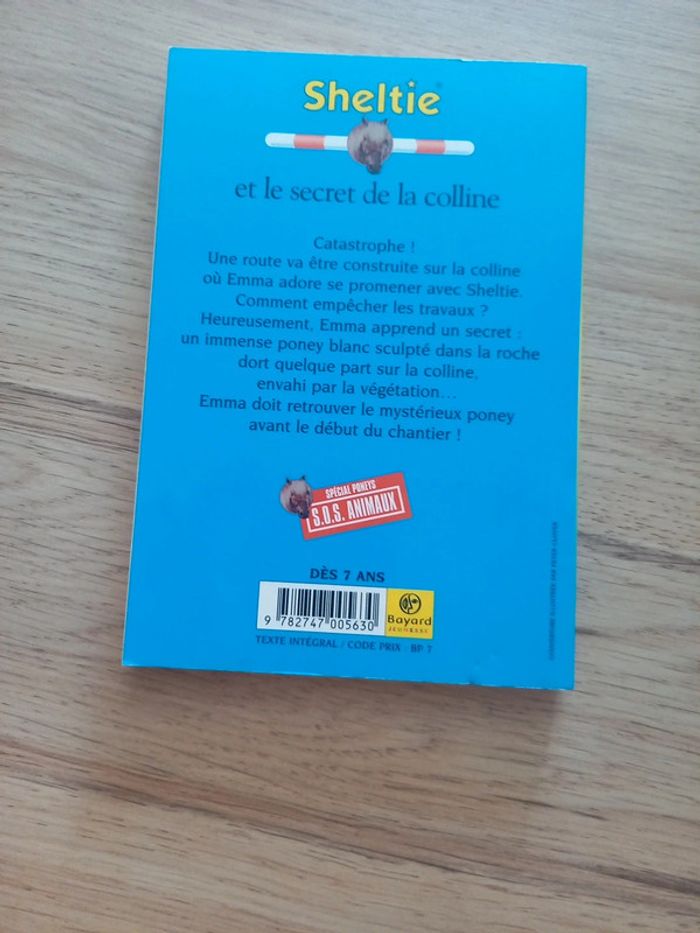 Sheltie
et le secret de la colline
Catastrophe !
Une route va être construite sur la colline
où Emma adore se promener avec Sheltie.
Comment empêcher les travaux ?
Heureusement, Emma apprend un secret :
un immense poney blanc sculpté dans la roche
dort quelque part sur la colline,
envahi par la végétation...
Emma doit retrouver le mystérieux poney
avant le début du chantier !
SPÉCIAL PONEYS
S.O.S. ANIMAUX
DÈS 7 ANS
9 782747 005630
Bayard
JEUNESSE
TEXTE INTÉGRAL / CODE PRIX : BP 7
COUVERTURE ILLUSTRÉE PAR PETER